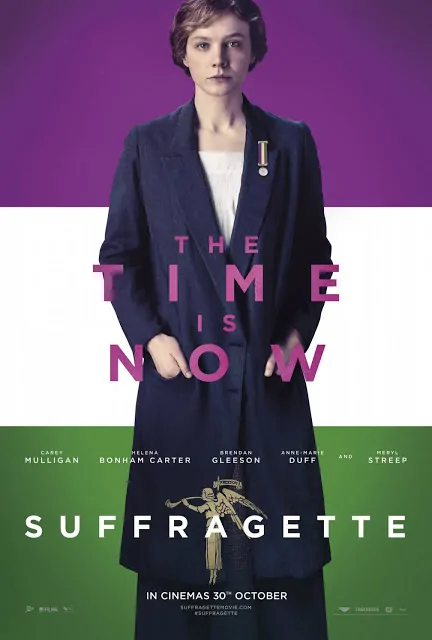 THE
TIME
IS
NOW
CAREY MULLIGAN HELENA BONHAM CARTER BRENDAN GLEESON ANNE-MARIE DUFF AND MERYL STREEP
SUFFRAGETTE
IN CINEMAS 30TH OCTOBER
SUFFRAGETTEMOVIE.COM
#SUFFRAGETTE